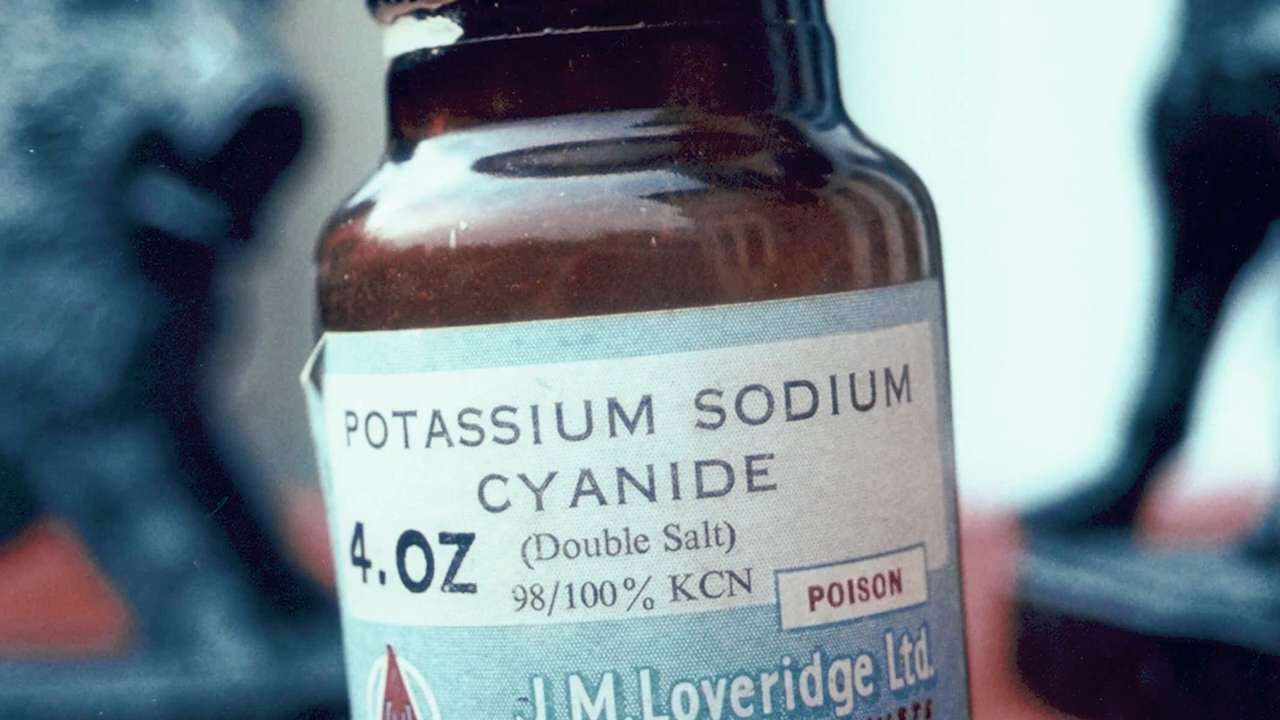 POTASSIUM SODIUM
CYANIDE
4.OZ
(Double Salt)
98/100% KCN
POISON
J.M.Loveridge Ltd.